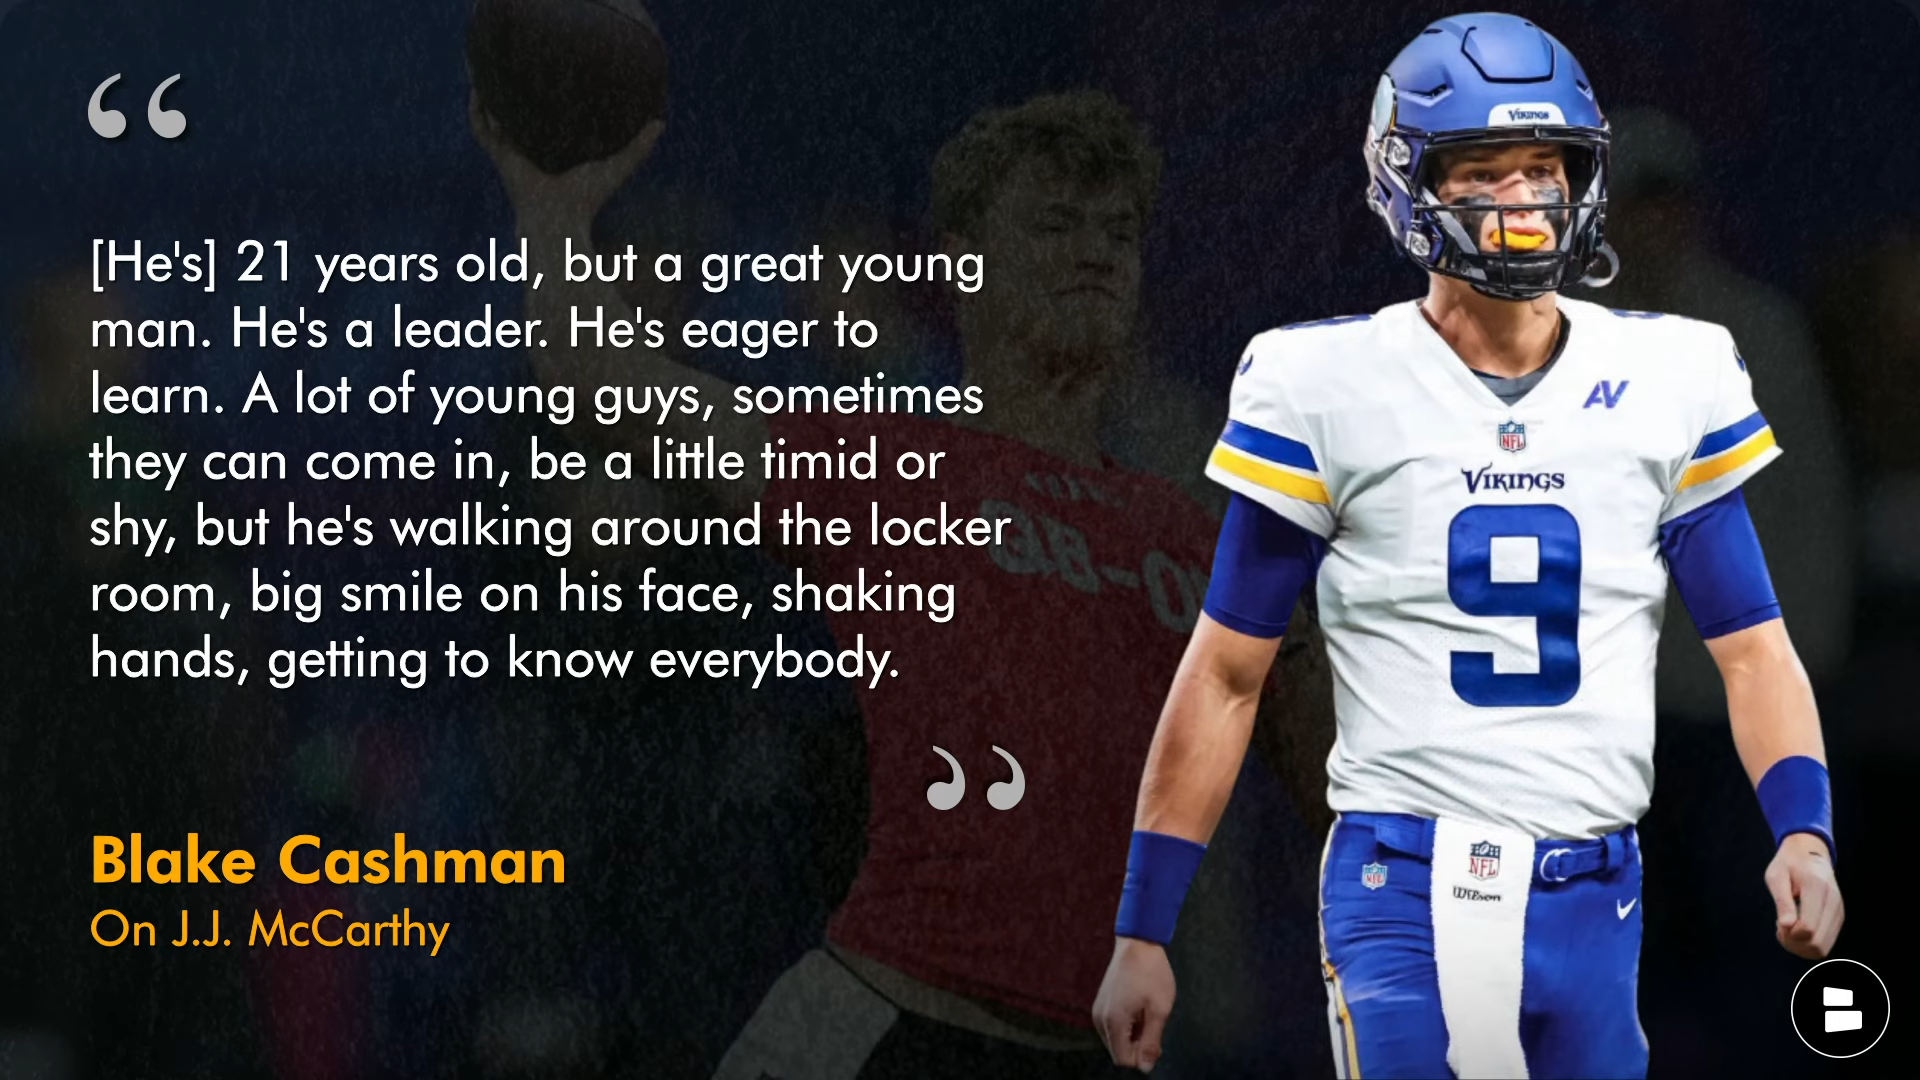 “
[He's] 21 years old, but a great young
man. He's a leader. He's eager to
learn. A lot of young guys, sometimes
they can come in, be a little timid or
shy, but he's walking around the locker
room, big smile on his face, shaking
hands, getting to know everybody.
”
Blake Cashman
On J.J. McCarthy
VIKINGS
AV
NFL
VIKINGS
9
NFL
NFL
Wilson